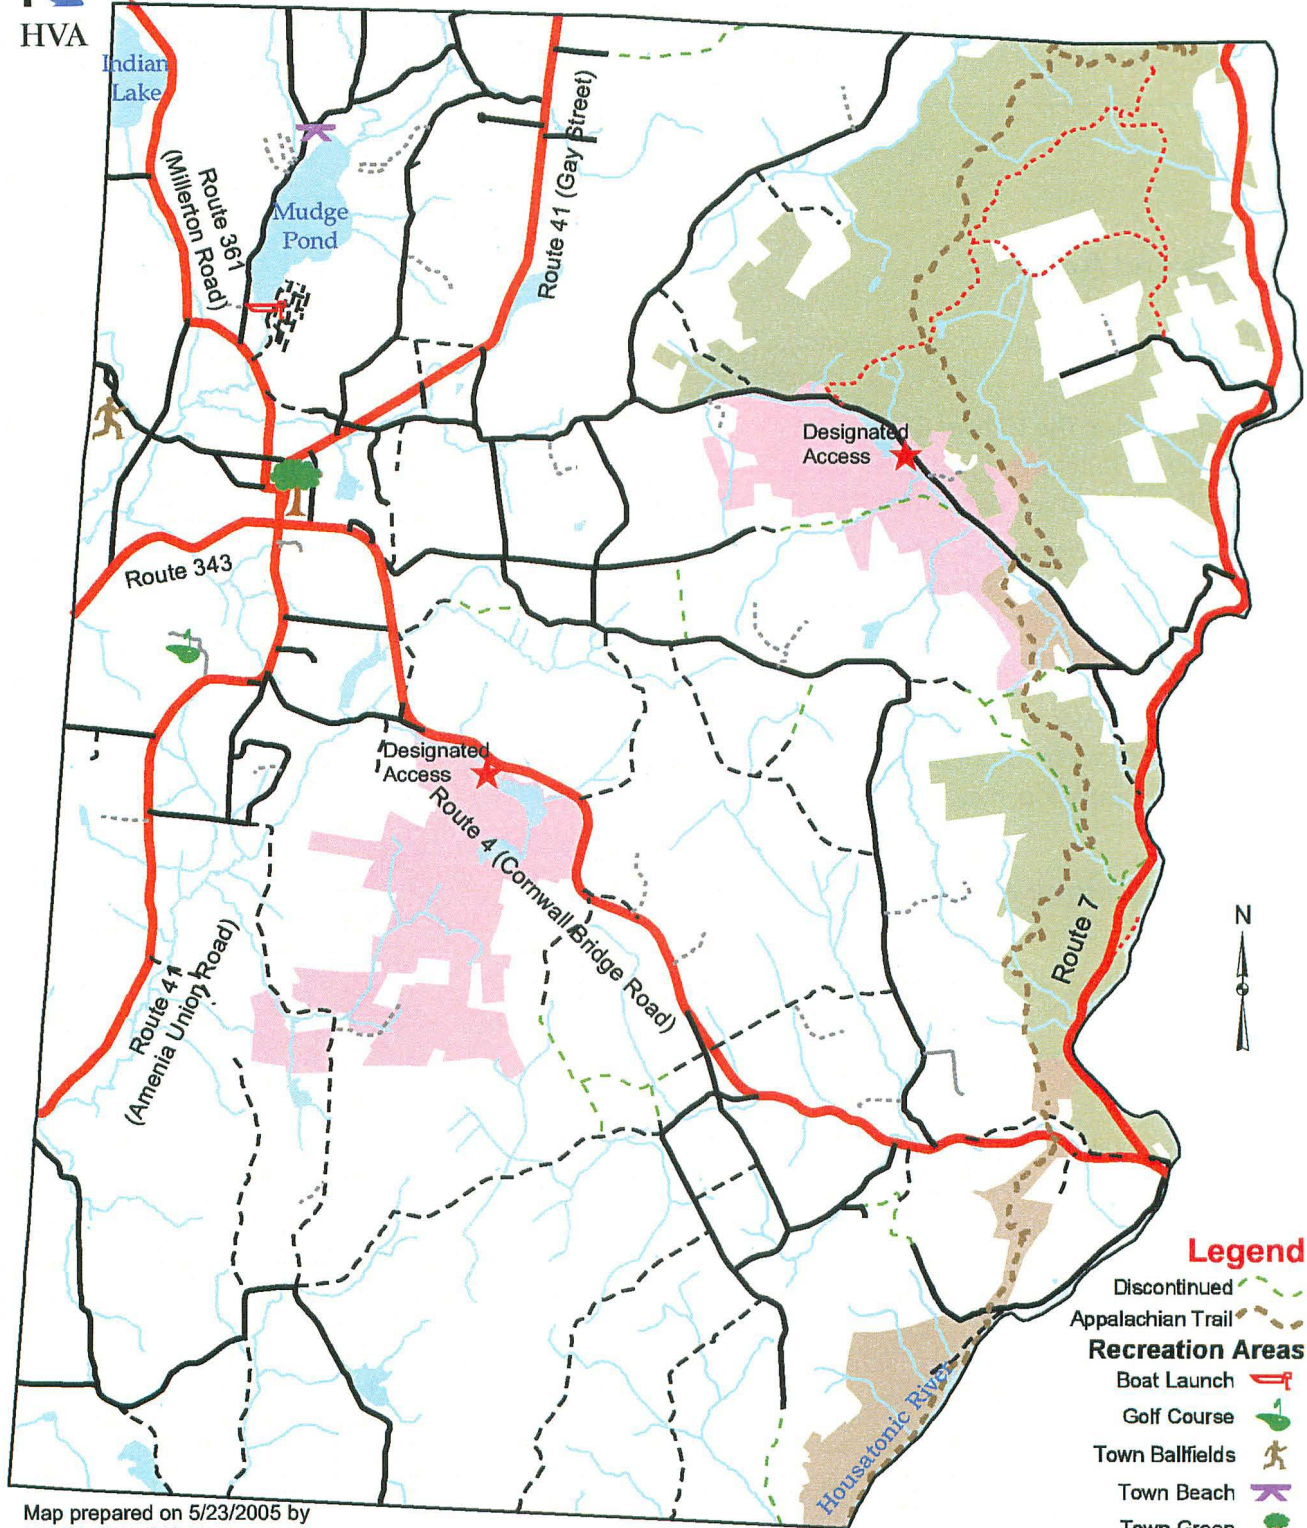 HVA
Indian
Lake
Route 361
(Millerton Road)
Mudge
Pond
Route 41 (Gay Street)
Designated
Access
Route 343
Designated
Access
Route 4 (Cornwall Bridge Road)
Route 41
(Amenia Union Road)
Route 7
N
Housatonic River
Legend
Discontinued
Appalachian Trail
Recreation Areas
Boat Launch
Golf Course
Town Ballfields
Town Beach
Town Green
Map prepared on 5/23/2005 by